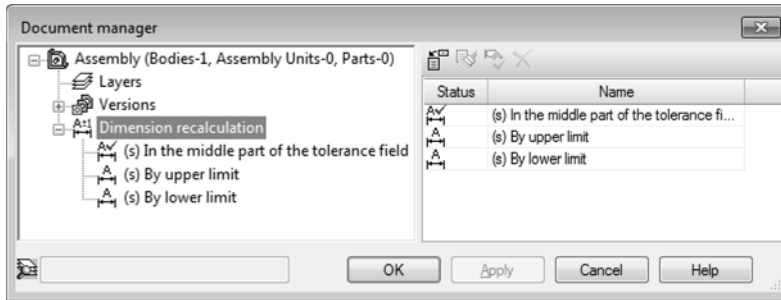 Document manager
Assembly (Bodies-1, Assembly Units-0, Parts-0)
Layers
Versions
Dimension recalculation
(s) In the middle part of the tolerance field
(s) By upper limit
(s) By lower limit
Status Name
(s) In the middle part of the tolerance fi...
(s) By upper limit
(s) By lower limit
OK Apply Cancel Help